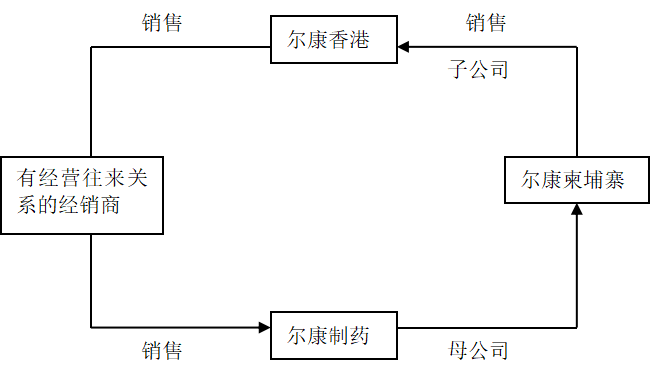 销售
尔康香港
销售
子公司
有经营往来关
系的经销商
尔康柬埔寨
尔康制药
销售
母公司